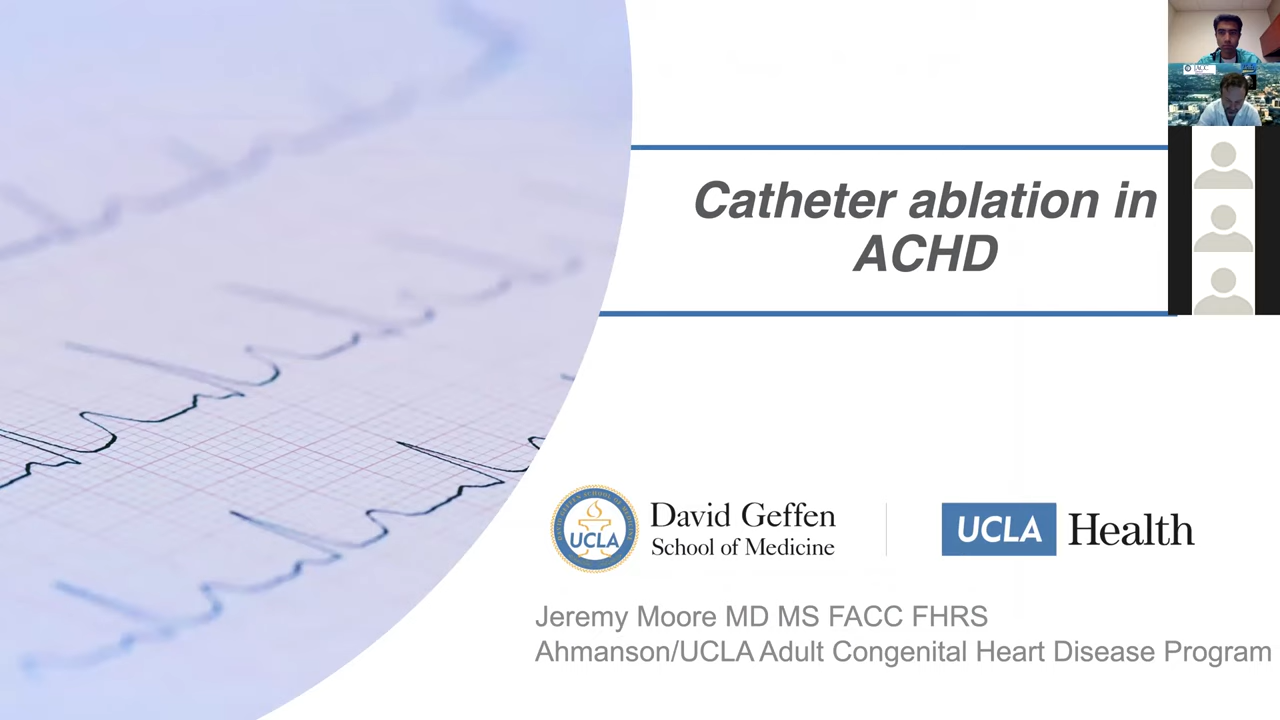 Catheter ablation in
ACHD
UCLA
David Geffen
School of Medicine
UCLA Health
Jeremy Moore MD MS FACC FHRS
Ahmanson/UCLA Adult Congenital Heart Disease Program